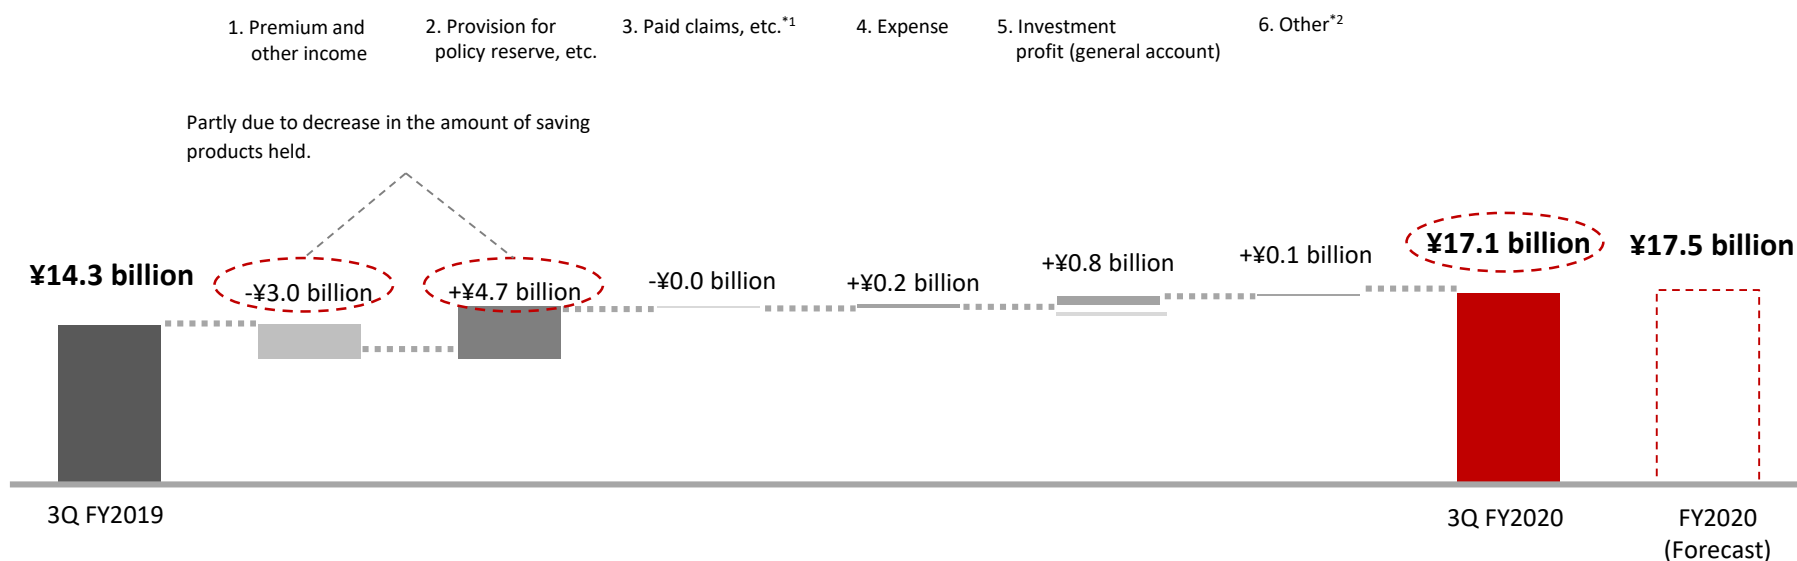 1. Premium and
other income
2. Provision for
policy reserve, etc.
3. Paid claims, etc.*1
4. Expense
5. Investment
profit (general account)
6. Other*2
Partly due to decrease in the amount of saving
products held.
¥14.3 billion
-¥3.0 billion
+¥4.7 billion
-¥0.0 billion
+¥0.2 billion
+¥0.8 billion
+¥0.1 billion
¥17.1 billion
¥17.5 billion
3Q FY2019
3Q FY2020
FY2020
(Forecast)